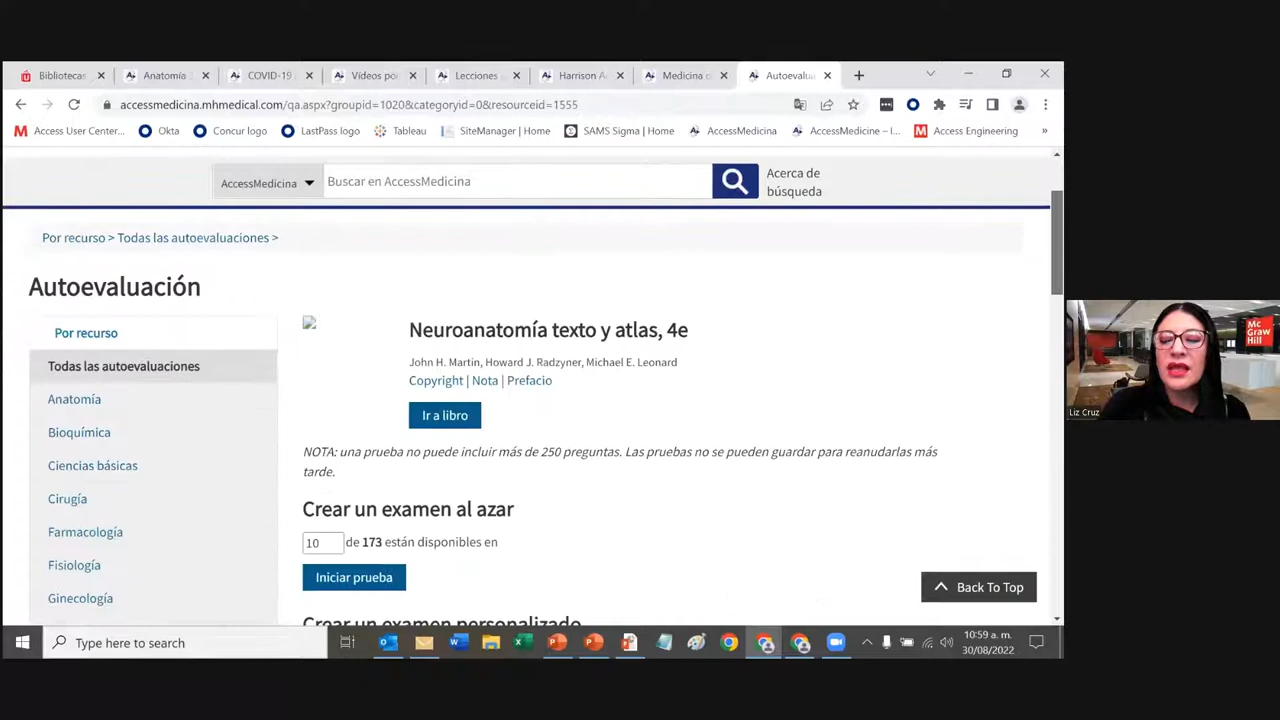 Bibliotecas
Anatomía
COVID-19
Vídeos po
Lecciones
Harrison A
Medicina
Autoevalu
accessmedicina.mhmedical.com/qa.aspx?groupid=1020&categoryid=0&resourceid=1555
Access User Center...
Okta
Concur logo
LastPass logo
Tableau
SiteManager | Home
SAMS Sigma | Home
AccessMedicina
AccessMedicine – I...
Access Engineering
»
AccessMedicina
Buscar en AccessMedicina
Acerca de
búsqueda
Por recurso > Todas las autoevaluaciones >
Autoevaluación
Por recurso
Todas las autoevaluaciones
Anatomía
Bioquímica
Ciencias básicas
Cirugía
Farmacología
Fisiología
Ginecología
Neuroanatomía texto y atlas, 4e
John H. Martin, Howard J. Radzyner, Michael E. Leonard
Copyright | Nota | Prefacio
Ir a libro
NOTA: una prueba no puede incluir más de 250 preguntas. Las pruebas no se pueden guardar para reanudarlas más
tarde.
Crear un examen al azar
10 de 173 están disponibles en
Iniciar prueba
Crear un examen personalizado
Back To Top
Mc
Graw
Hill
Liz Cruz
Type here to search
10:59 a. m.
30/08/2022